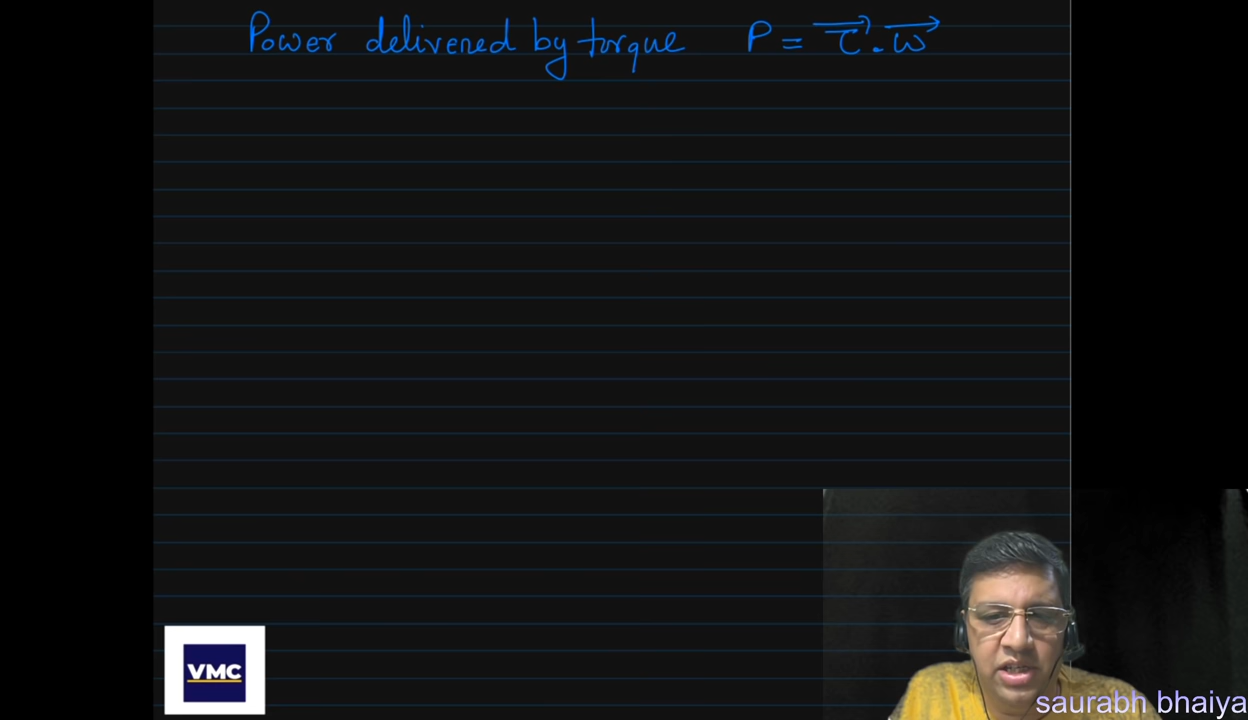 Power delivered by torque P = τ⃗ . ω⃗
VMC
saurabh bhaiya